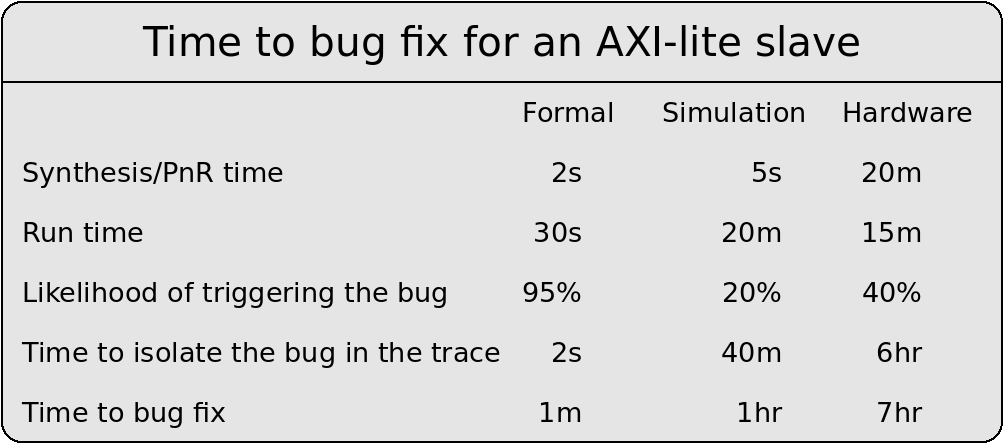 Time to bug fix for an AXI-lite slave
Formal Simulation Hardware
Synthesis/PnR time 2s 5s 20m
Run time 30s 20m 15m
Likelihood of triggering the bug 95% 20% 40%
Time to isolate the bug in the trace 2s 40m 6hr
Time to bug fix 1m 1hr 7hr